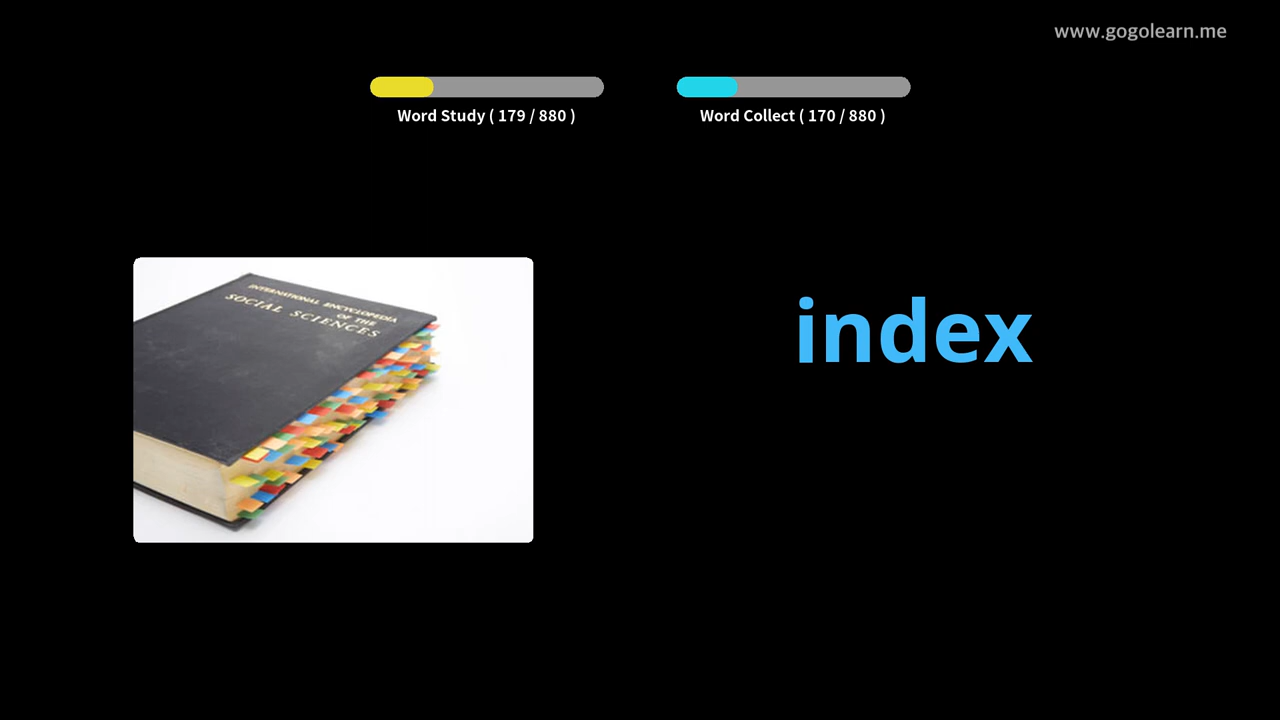 www.gogolearn.me
Word Study ( 179 / 880 )
Word Collect ( 170 / 880 )
INTERNATIONAL ENCYCLOPEDIA
OF THE
SOCIAL SCIENCES
index